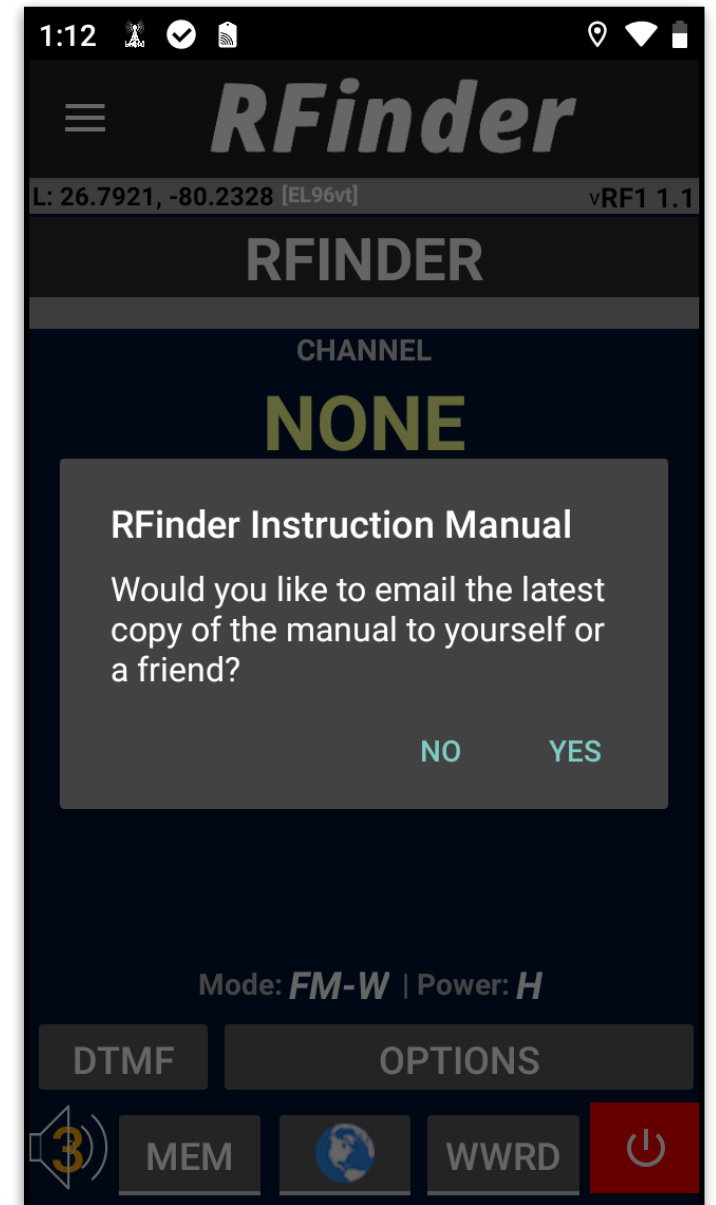 1:12
RFinder
L: 26.7921, -80.2328 [EL96vt] vRF1 1.1
RFINDER
CHANNEL
NONE
RFinder Instruction Manual
Would you like to email the latest
copy of the manual to yourself or
a friend?
NO YES
Mode: FM-W | Power: H
DTMF OPTIONS
3 MEM WWRD